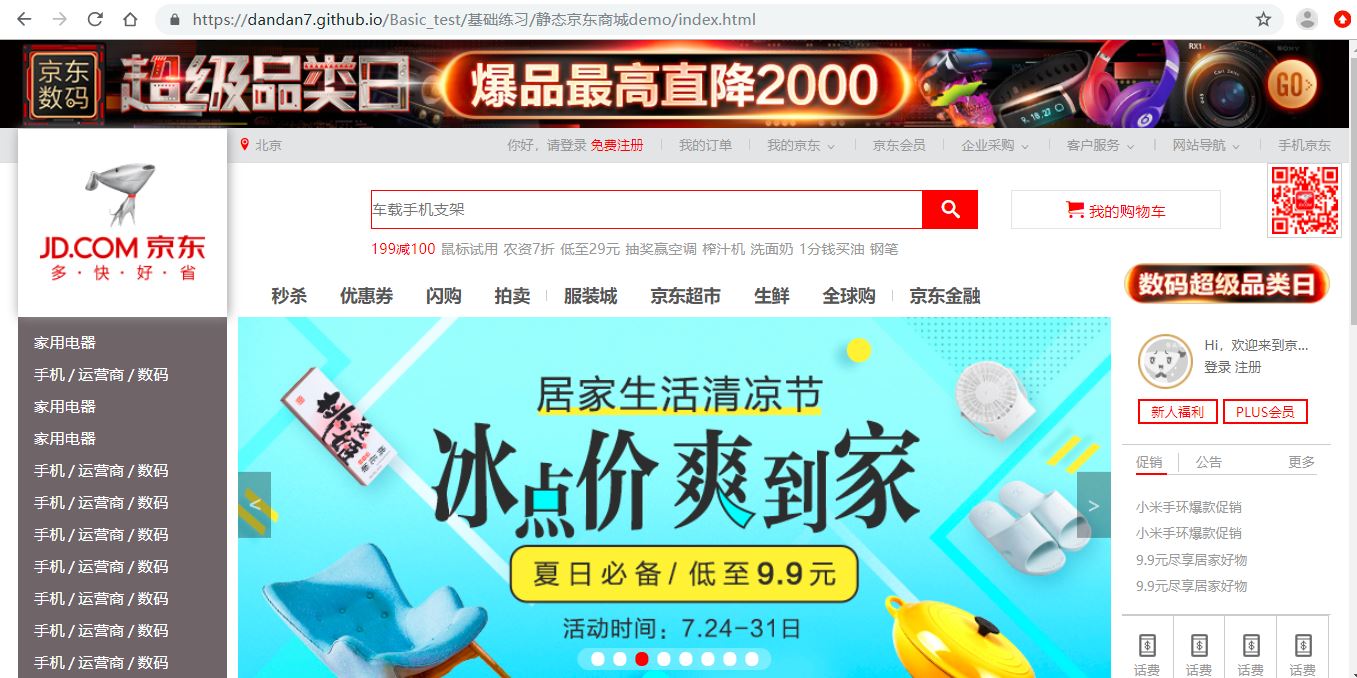 https://dandan7.github.io/Basic_test/基础练习/静态京东商城demo/index.html
京东数码
超级品类日
爆品最高直降2000
GO>
RX1
SONY
北京
你好，请登录 免费注册
我的订单
我的京东
京东会员
企业采购
客户服务
网站导航
手机京东
JD.COM 京东
多·快·好·省
车载手机支架
我的购物车
199减100 鼠标试用 农资7折 低至29元 抽奖赢空调 榨汁机 洗面奶 1分钱买油 钢笔
秒杀 优惠券 闪购 拍卖 服装城 京东超市 生鲜 全球购 京东金融
数码超级品类日
家用电器
手机 / 运营商 / 数码
家用电器
家用电器
手机 / 运营商 / 数码
手机 / 运营商 / 数码
手机 / 运营商 / 数码
手机 / 运营商 / 数码
手机 / 运营商 / 数码
手机 / 运营商 / 数码
手机 / 运营商 / 数码
居家生活清凉节
冰点价 爽到家
夏日必备/低至9.9元
活动时间：7.24-31日
<
>
Hi，欢迎来到京...
登录 注册
新人福利
PLUS会员
促销
公告
更多
小米手环爆款促销
小米手环爆款促销
9.9元尽享居家好物
9.9元尽享居家好物
话费
话费
话费
话费